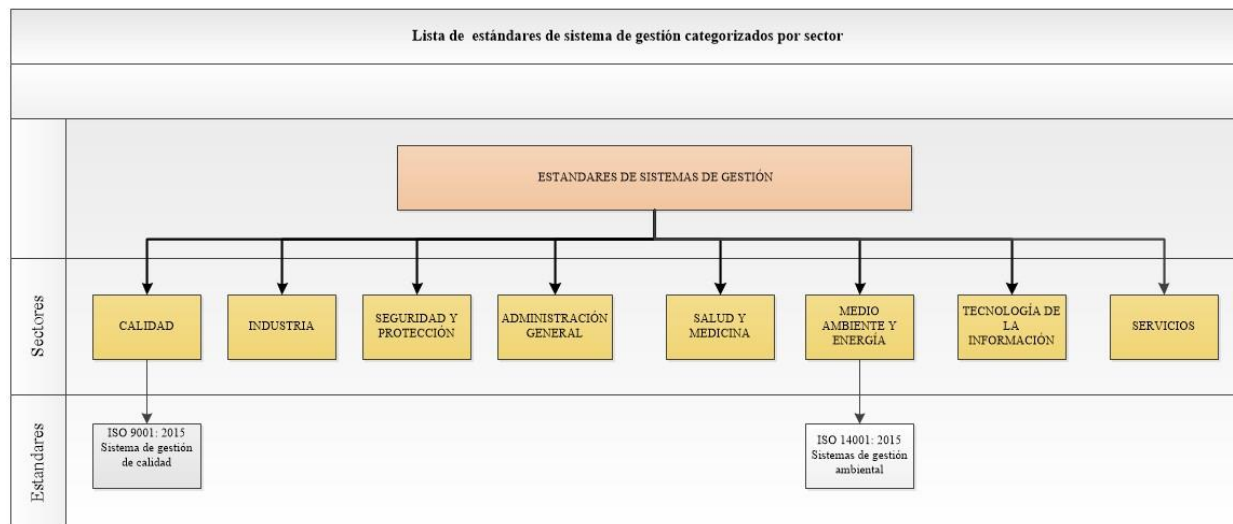 Lista de estándares de sistema de gestión categorizados por sector
ESTANDARES DE SISTEMAS DE GESTIÓN
Sectores
CALIDAD
INDUSTRIA
SEGURIDAD Y
PROTECCIÓN
ADMINISTRACIÓN
GENERAL
SALUD Y
MEDICINA
MEDIO
AMBIENTE Y
ENERGÍA
TECNOLOGÍA DE
LA
INFORMACIÓN
SERVICIOS
Estandares
ISO 9001: 2015
Sistema de gestión
de calidad
ISO 14001: 2015
Sistemas de gestión
ambiental